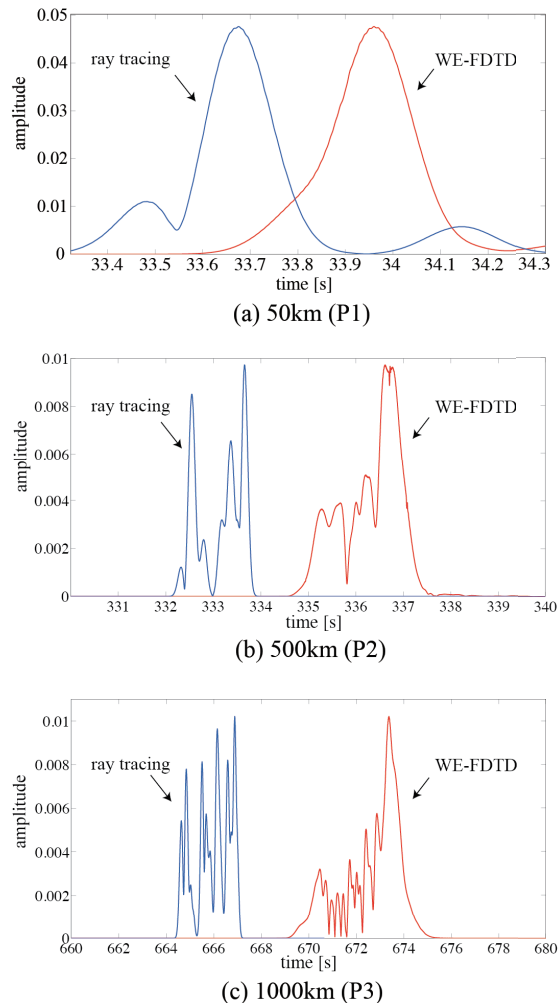 0.05
0.04
0.03
0.02
0.01
0
amplitude
ray tracing
WE-FDTD
33.4 33.5 33.6 33.7 33.8 33.9 34 34.1 34.2 34.3
time [s]
(a) 50km (P1)
0.01
0.008
0.006
0.004
0.002
0
amplitude
ray tracing
WE-FDTD
331 332 333 334 335 336 337 338 339 340
time [s]
(b) 500km (P2)
0.01
0.008
0.006
0.004
0.002
0
amplitude
ray tracing
WE-FDTD
660 662 664 666 668 670 672 674 676 678 680
time [s]
(c) 1000km (P3)